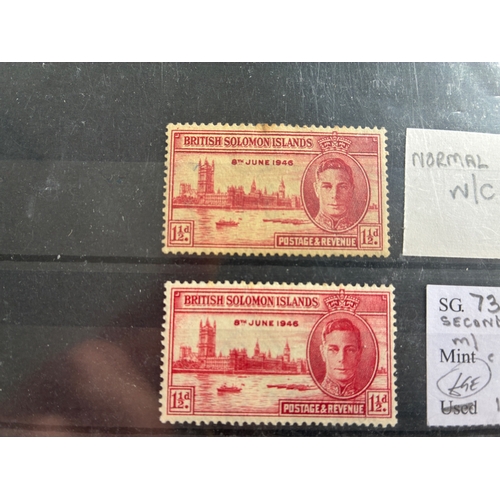 BRITISH SOLOMON ISLANDS
8TH JUNE 1946
1½d. POSTAGE & REVENUE 1½d.
NORMAL
W/C
BRITISH SOLOMON ISLANDS
8TH JUNE 1946
1½d. POSTAGE & REVENUE 1½d.
SG. 73
SECOND
m/
Mint
Used